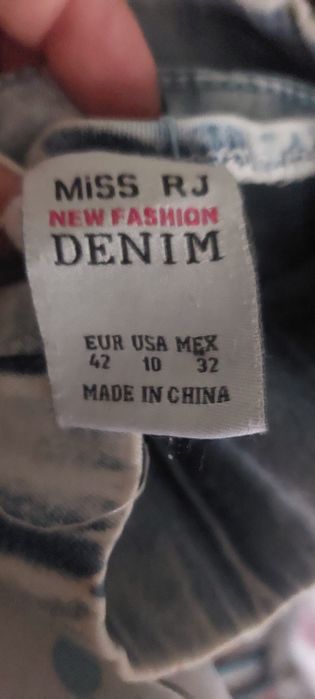 MiSS RJ
NEW FASHION
DENIM
EUR USA MEX
42 10 32
MADE IN CHINA